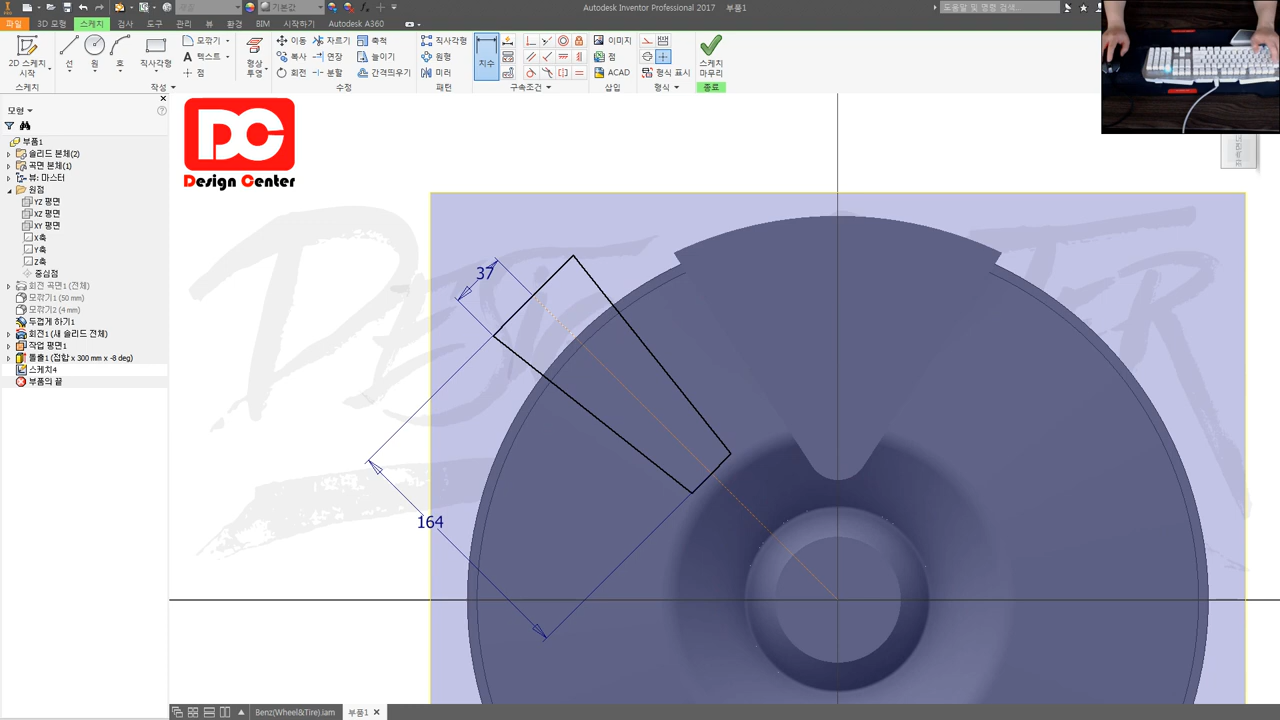 Autodesk Inventor Professional 2017 부품1
도움말 및 명령 검색...
기본값
파일 3D 모형 스케치 검사 도구 관리 뷰 환경 BIM 시작하기 Autodesk A360
2D 스케치 시작
선 원 호 직사각형
모깎기
텍스트
점
형상 투영
이동 자르기 축척
복사 연장 늘이기
회전 분할 간격띄우기
직사각형
원형
미러
치수
이미지
점
ACAD
형식 표시
스케치 마무리
스케치 작성 수정 패턴 구속조건 삽입 형식 종료
모형
부품1
솔리드 본체(2)
곡면 본체(1)
뷰: 마스터
원점
YZ 평면
XZ 평면
XY 평면
X축
Y축
Z축
중심점
회전 곡면1 (전체)
모깎기1 (50 mm)
모깎기2 (4 mm)
두껍게 하기1
회전1 (새 솔리드 전체)
작업 평면1
돌출1 (접합 x 300 mm x -8 deg)
스케치4
부품의 끝
DC
Design Center
37
164
Benz(Wheel&Tire).iam 부품1